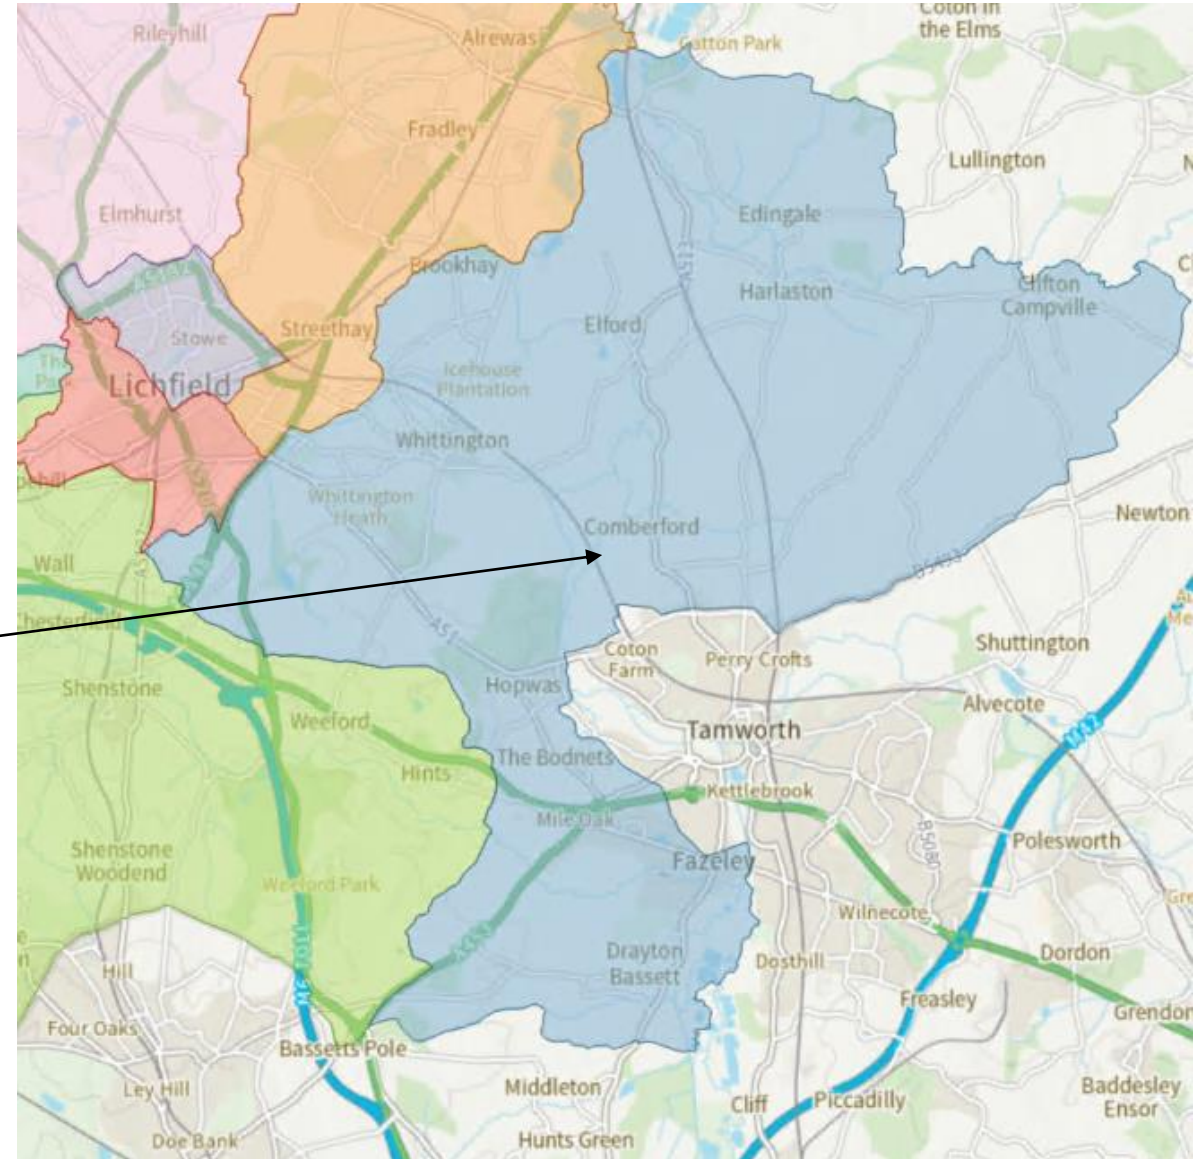 Coton in
the Elms
Rileyhill
Alrewas
Catton Park
Fradley
Lullington
Elmhurst
Edingale
Brookhay
A5192
A513
Harlaston
Clifton
Campville
Elford
Streethay
Stowe
Icehouse
Plantation
Lichfield
Whittington
Whittington
Heath
Newton
Comberford
Wall
B5493
A51
Chesterfield
Shuttington
Coton
Farm
Perry Crofts
Shenstone
Hopwas
Alvecote
Weeford
Tamworth
M42
The Bodnets
Hints
Kettlebrook
Mile Oak
B5080
Polesworth
Shenstone
Woodend
Fazeley
Weeford Park
Wilnecote
A453
Drayton
Bassett
Dosthill
Dordon
Hill
Freasley
Grendon
Four Oaks
Bassetts Pole
Ley Hill
Middleton
Cliff
Piccadilly
Baddesley
Ensor
Doe Bank
Hunts Green